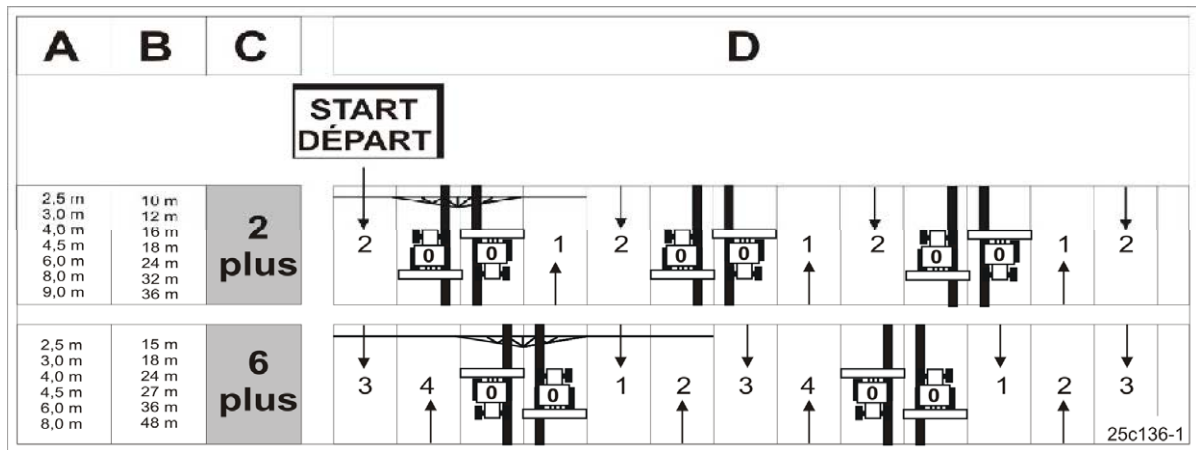 A B C D
START
DÉPART
2,5 m 10 m
3,0 m 12 m
4,0 m 16 m
4,5 m 18 m
6,0 m 24 m
8,0 m 32 m
9,0 m 36 m
2
plus
2 0 0 1 2 0 0 1 2 0 0 1 2
2,5 m 15 m
3,0 m 18 m
4,0 m 24 m
4,5 m 27 m
6,0 m 36 m
8,0 m 48 m
6
plus
3 4 0 0 1 2 3 4 0 0 1 2 3
25c136-1